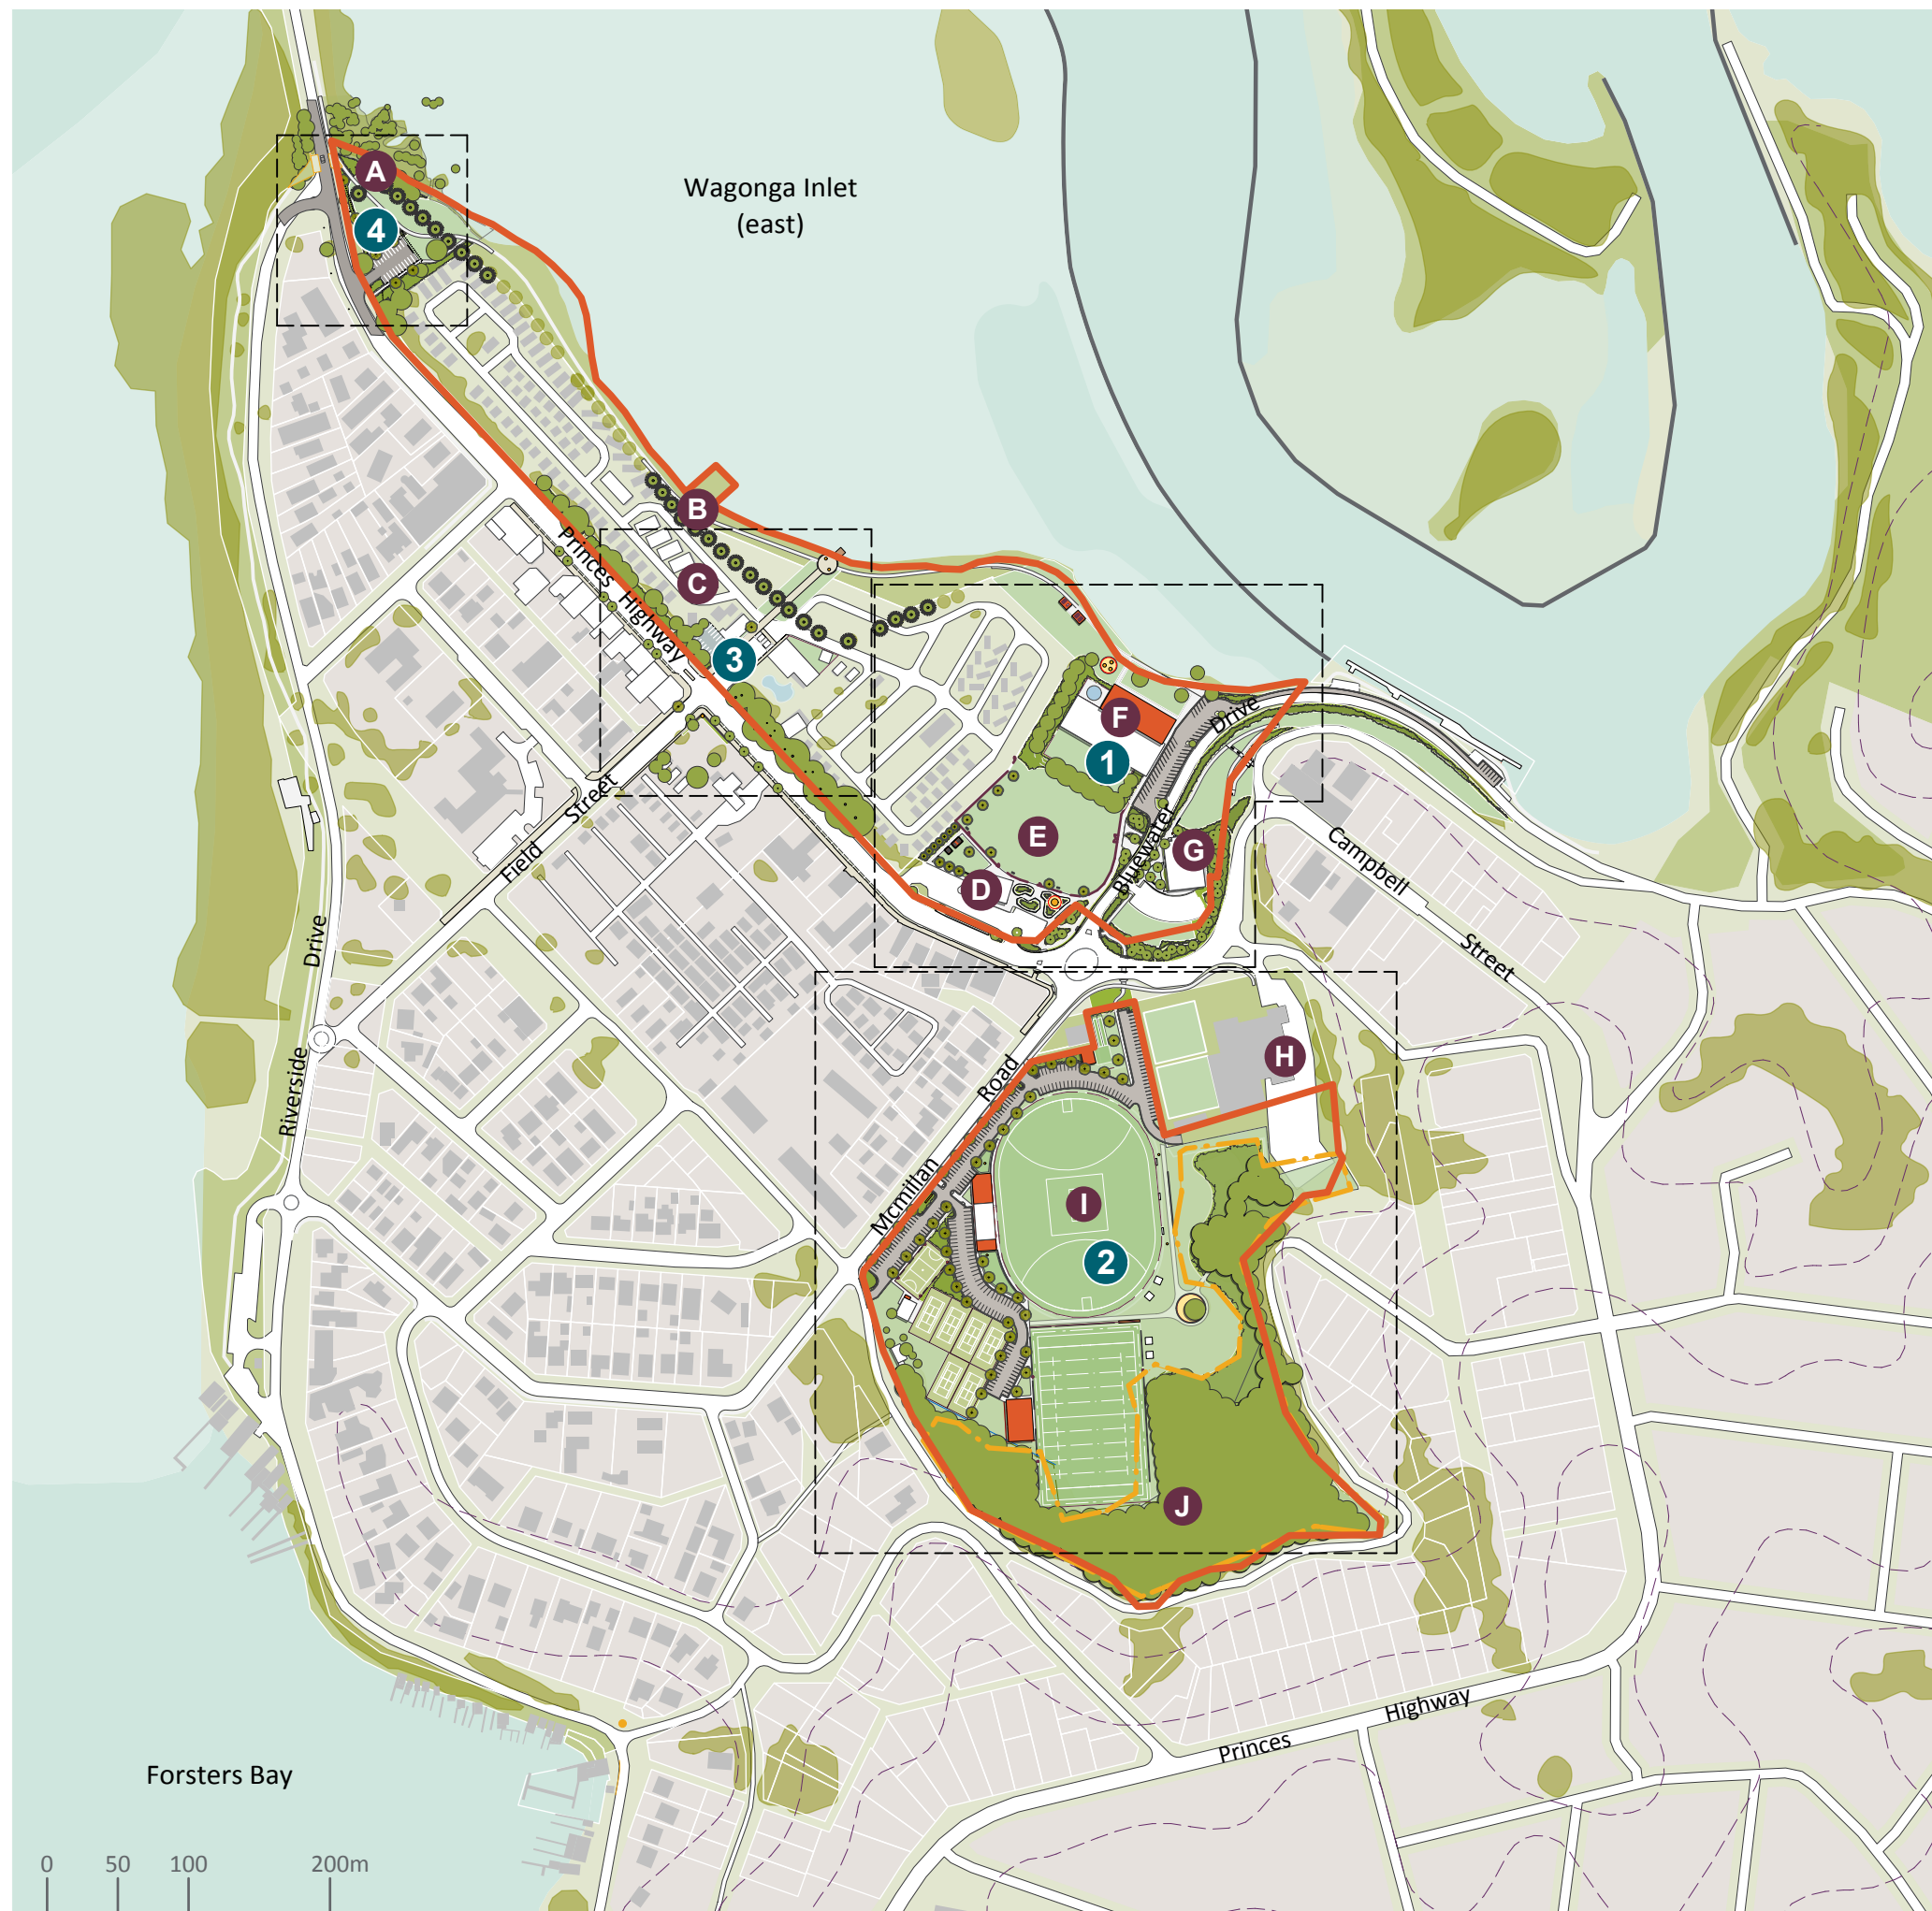 A
4
Wagonga Inlet
(east)
B
C
Princes
Highway
3
F
Drive
1
E
Bluewater
G
D
Field
Street
Campbell
Street
Riverside
Drive
H
Mcmillan
Road
I
2
J
Princes
Highway
Forsters Bay
0 50 100 200m